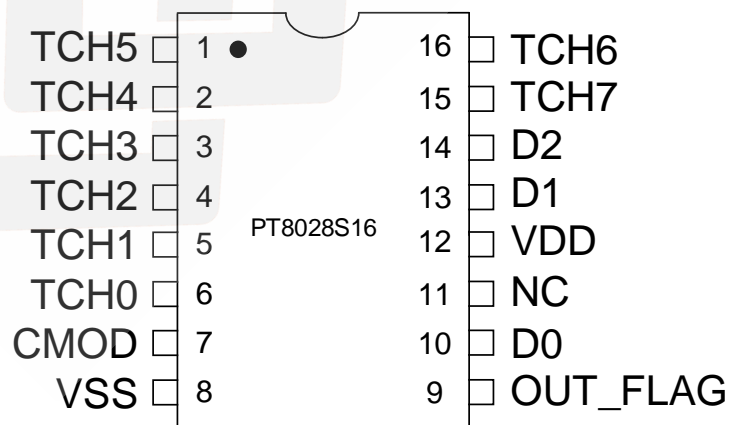 TCH5 1 16 TCH6
TCH4 2 15 TCH7
TCH3 3 14 D2
TCH2 4 13 D1
PT8028S16
TCH1 5 12 VDD
TCH0 6 11 NC
CMOD 7 10 D0
VSS 8 9 OUT_FLAG